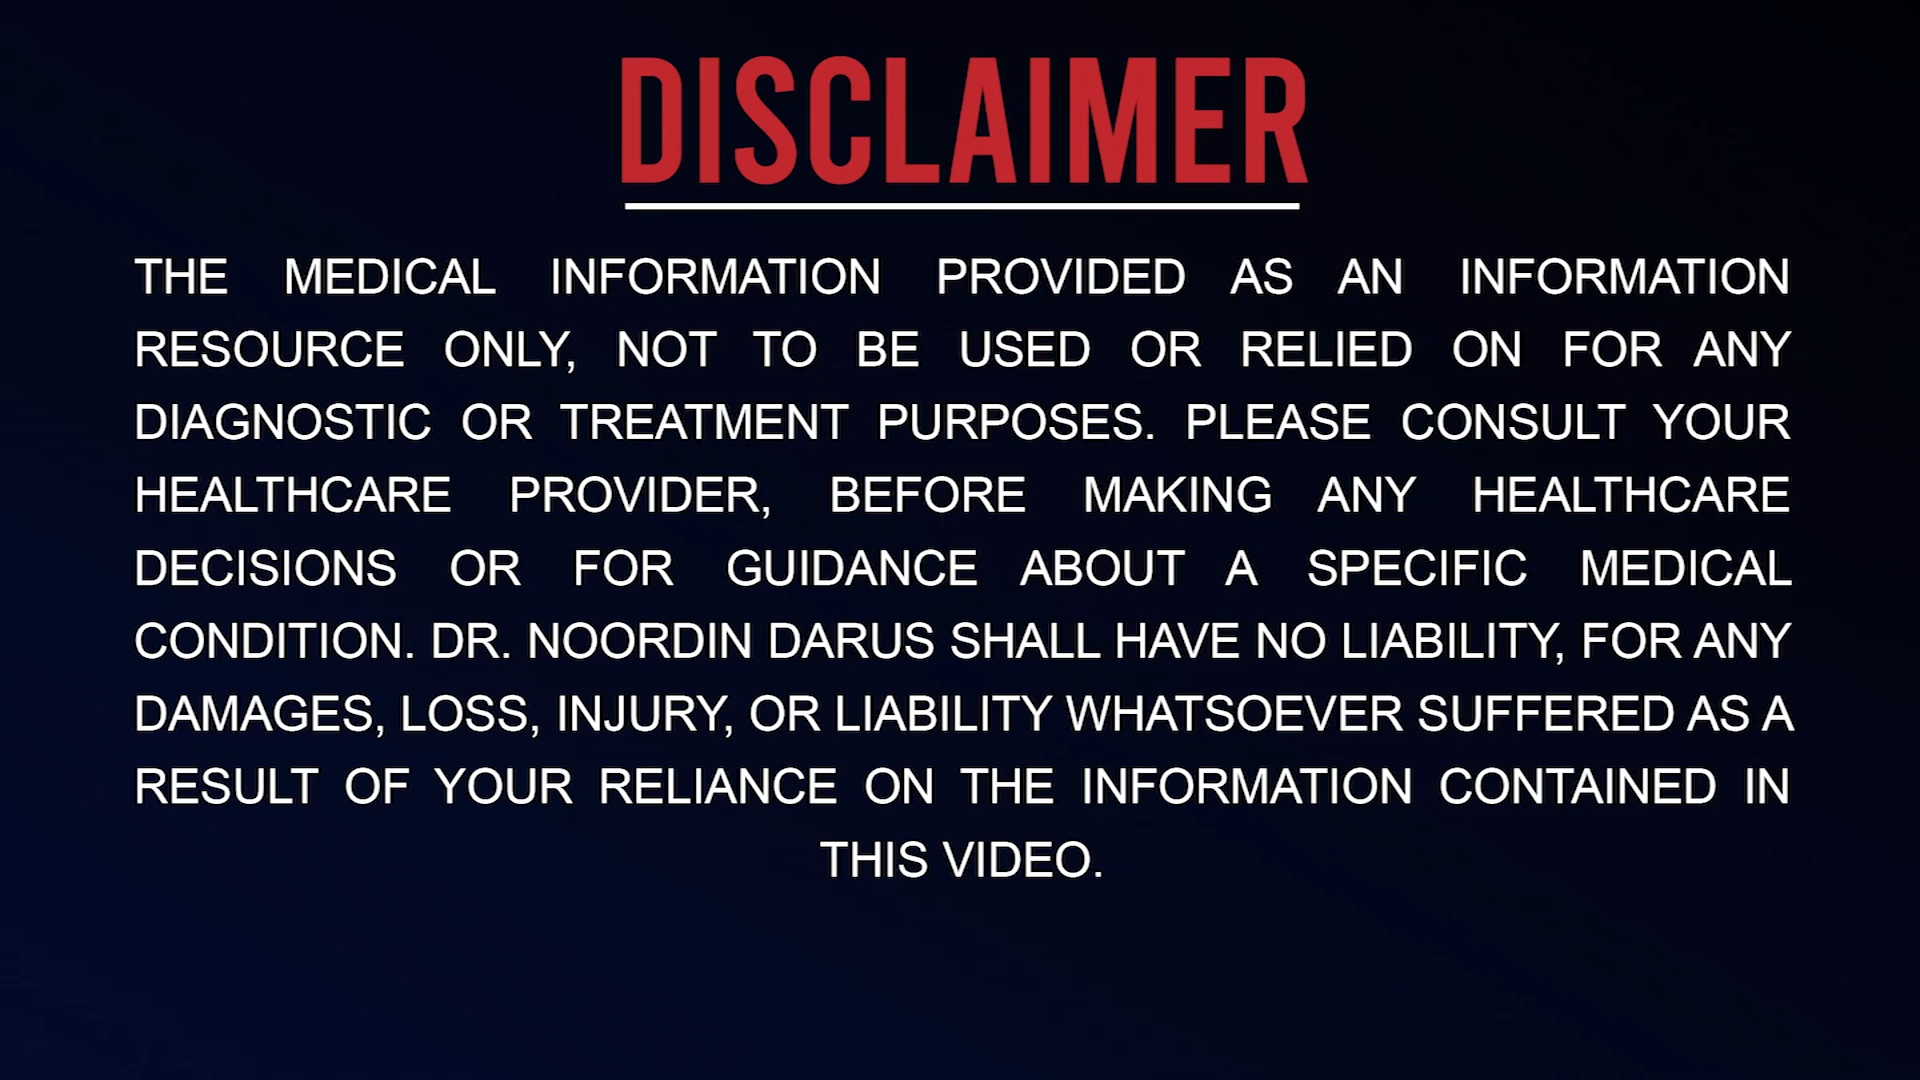 DISCLAIMER
THE MEDICAL INFORMATION PROVIDED AS AN INFORMATION
RESOURCE ONLY, NOT TO BE USED OR RELIED ON FOR ANY
DIAGNOSTIC OR TREATMENT PURPOSES. PLEASE CONSULT YOUR
HEALTHCARE PROVIDER, BEFORE MAKING ANY HEALTHCARE
DECISIONS OR FOR GUIDANCE ABOUT A SPECIFIC MEDICAL
CONDITION. DR. NOORDIN DARUS SHALL HAVE NO LIABILITY, FOR ANY
DAMAGES, LOSS, INJURY, OR LIABILITY WHATSOEVER SUFFERED AS A
RESULT OF YOUR RELIANCE ON THE INFORMATION CONTAINED IN
THIS VIDEO.